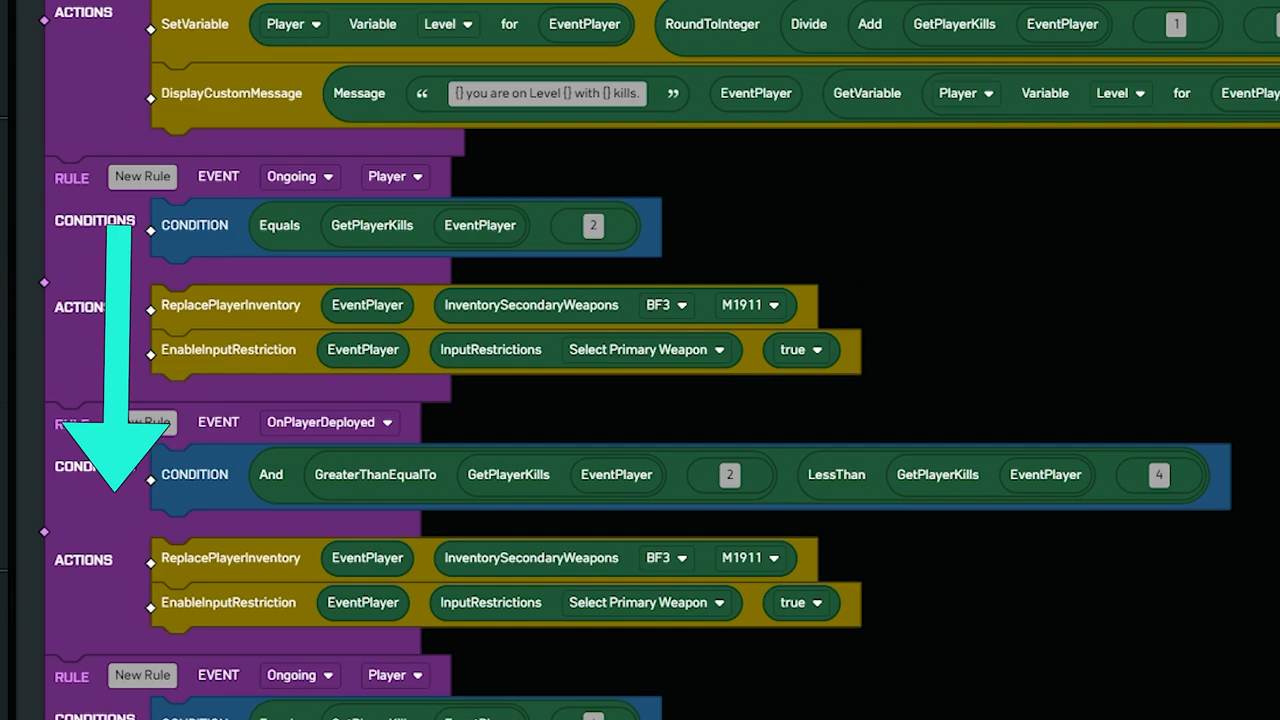 ACTIONS
SetVariable Player Variable Level for EventPlayer RoundToInteger Divide Add GetPlayerKills EventPlayer 1
DisplayCustomMessage Message “ {} you are on Level {} with {} kills. ” EventPlayer GetVariable Player Variable Level for
RULE New Rule EVENT Ongoing Player
CONDITIONS CONDITION Equals GetPlayerKills EventPlayer 2
ACTIONS ReplacePlayerInventory EventPlayer InventorySecondaryWeapons BF3 M1911
EnableInputRestriction EventPlayer InputRestrictions Select Primary Weapon true
EVENT OnPlayerDeployed
CONDITION And GreaterThanEqualTo GetPlayerKills EventPlayer 2 LessThan GetPlayerKills EventPlayer 4
ACTIONS ReplacePlayerInventory EventPlayer InventorySecondaryWeapons BF3 M1911
EnableInputRestriction EventPlayer InputRestrictions Select Primary Weapon true
RULE New Rule EVENT Ongoing Player
CONDITIONS CONDITION